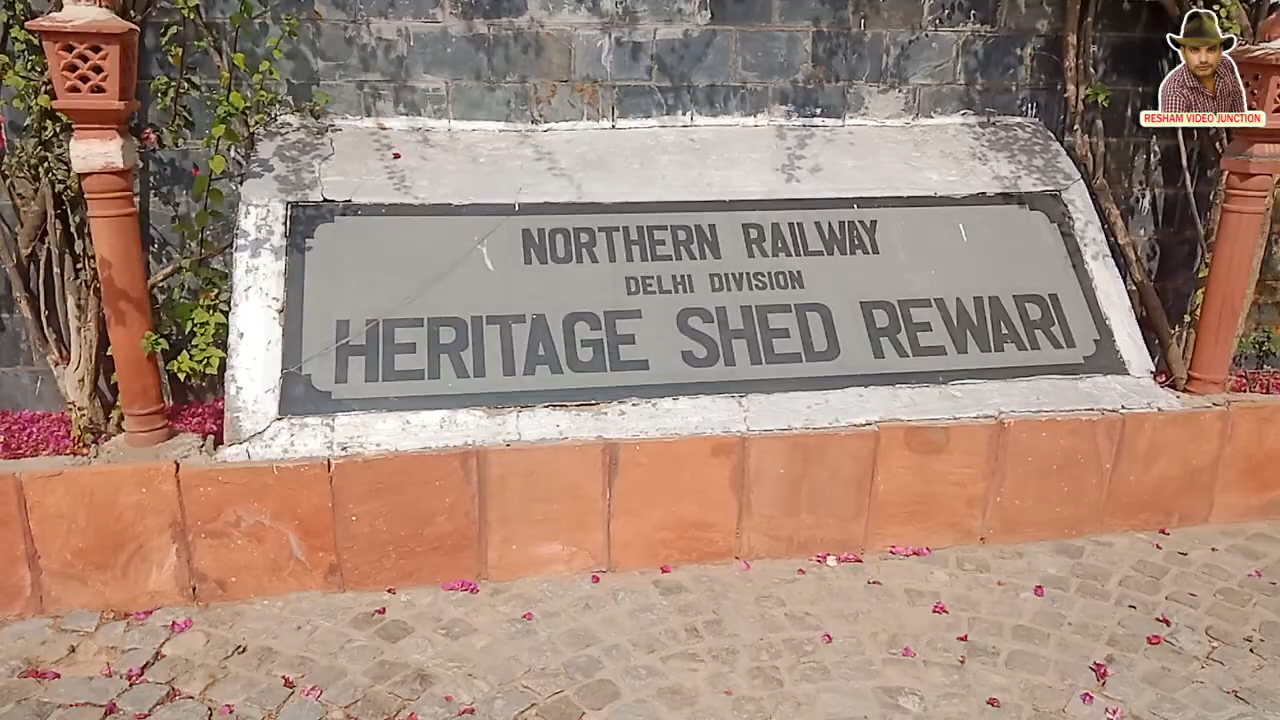 RESHAM VIDEO JUNCTION
NORTHERN RAILWAY
DELHI DIVISION
HERITAGE SHED REWARI